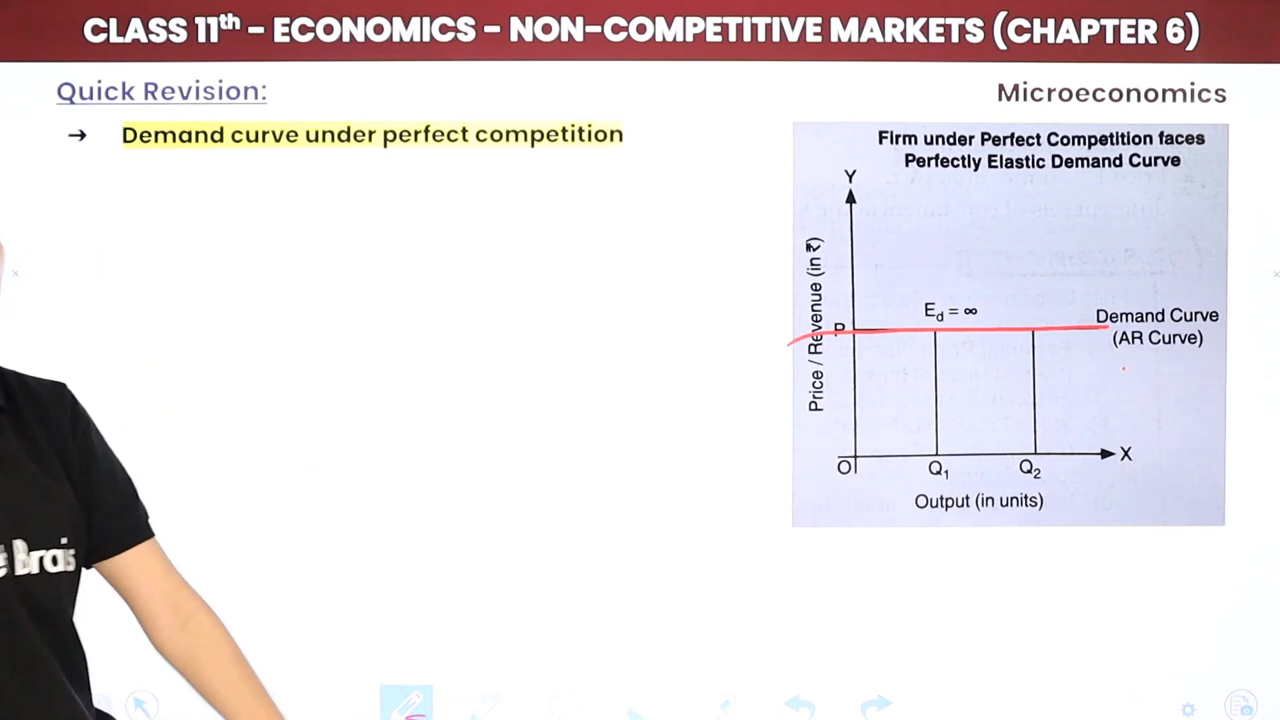 CLASS 11th – ECONOMICS – NON-COMPETITIVE MARKETS (CHAPTER 6)
Quick Revision:
Microeconomics
→ Demand curve under perfect competition
Firm under Perfect Competition faces
Perfectly Elastic Demand Curve
Y
Price / Revenue (in ₹)
Ed = ∞
P
Demand Curve
(AR Curve)
O
Q1
Q2
X
Output (in units)
Brais